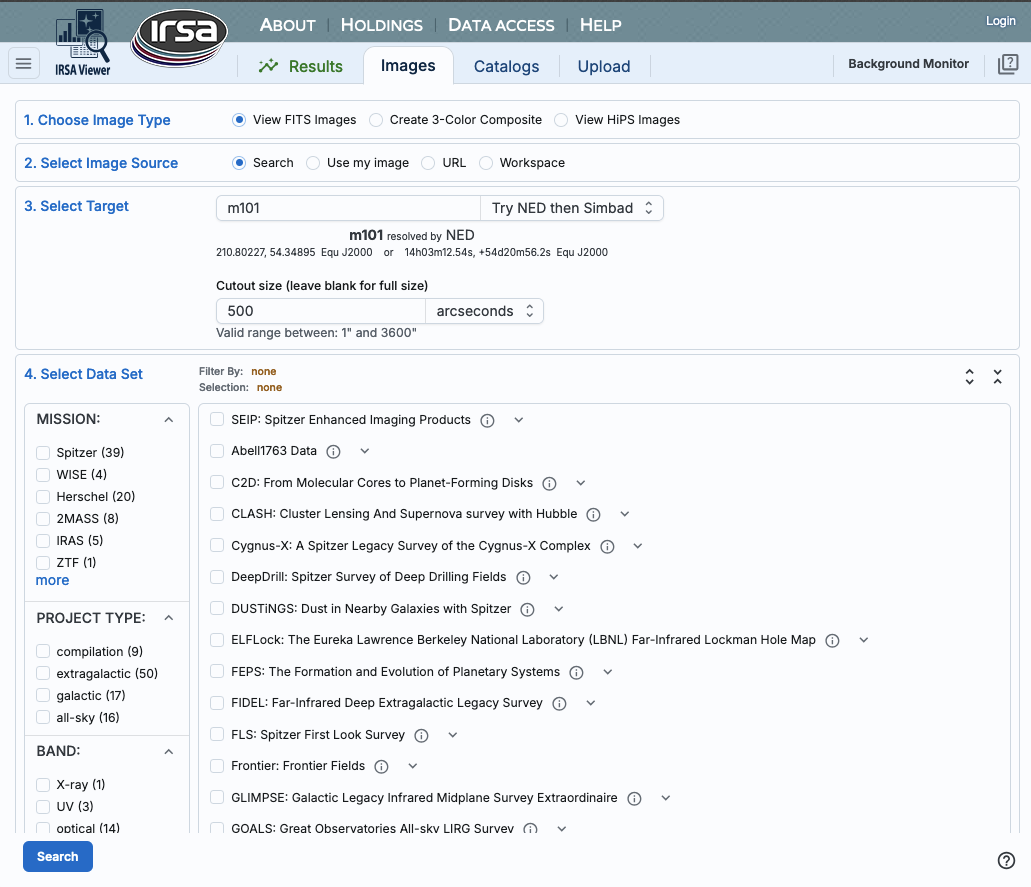 ABOUT HOLDINGS DATA ACCESS HELP
Login
irsa
IRSA Viewer
Results Images Catalogs Upload
Background Monitor
1. Choose Image Type
View FITS Images Create 3-Color Composite View HiPS Images
2. Select Image Source
Search Use my image URL Workspace
3. Select Target
m101 Try NED then Simbad
m101 resolved by NED
210.80227, 54.34895 Equ J2000 or 14h03m12.54s, +54d20m56.2s Equ J2000
Cutout size (leave blank for full size)
500 arcseconds
Valid range between: 1" and 3600"
4. Select Data Set
Filter By: none
Selection: none
MISSION:
Spitzer (39)
WISE (4)
Herschel (20)
2MASS (8)
IRAS (5)
ZTF (1)
more
PROJECT TYPE:
compilation (9)
extragalactic (50)
galactic (17)
all-sky (16)
BAND:
X-ray (1)
UV (3)
optical (14)
SEIP: Spitzer Enhanced Imaging Products
Abell1763 Data
C2D: From Molecular Cores to Planet-Forming Disks
CLASH: Cluster Lensing And Supernova survey with Hubble
Cygnus-X: A Spitzer Legacy Survey of the Cygnus-X Complex
DeepDrill: Spitzer Survey of Deep Drilling Fields
DUSTiNGS: Dust in Nearby Galaxies with Spitzer
ELFLock: The Eureka Lawrence Berkeley National Laboratory (LBNL) Far-Infrared Lockman Hole Map
FEPS: The Formation and Evolution of Planetary Systems
FIDEL: Far-Infrared Deep Extragalactic Legacy Survey
FLS: Spitzer First Look Survey
Frontier: Frontier Fields
GLIMPSE: Galactic Legacy Infrared Midplane Survey Extraordinaire
GOALS: Great Observatories All-sky LIRG Survey
Search